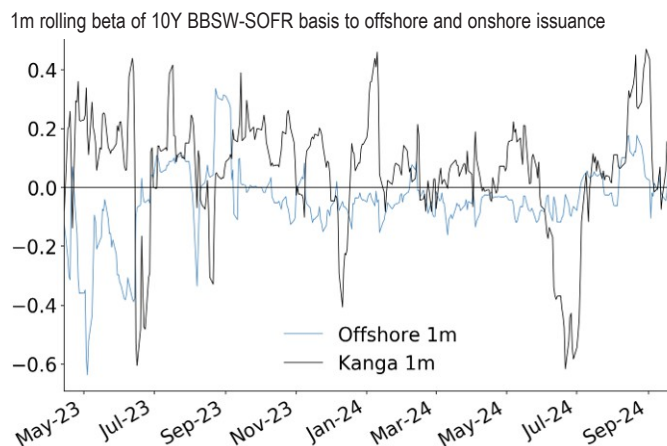 1m rolling beta of 10Y BBSW-SOFR basis to offshore and onshore issuance
0.4
0.2
0.0
−0.2
−0.4
−0.6
Offshore 1m
Kanga 1m
May-23 Jul-23 Sep-23 Nov-23 Jan-24 Mar-24 May-24 Jul-24 Sep-24